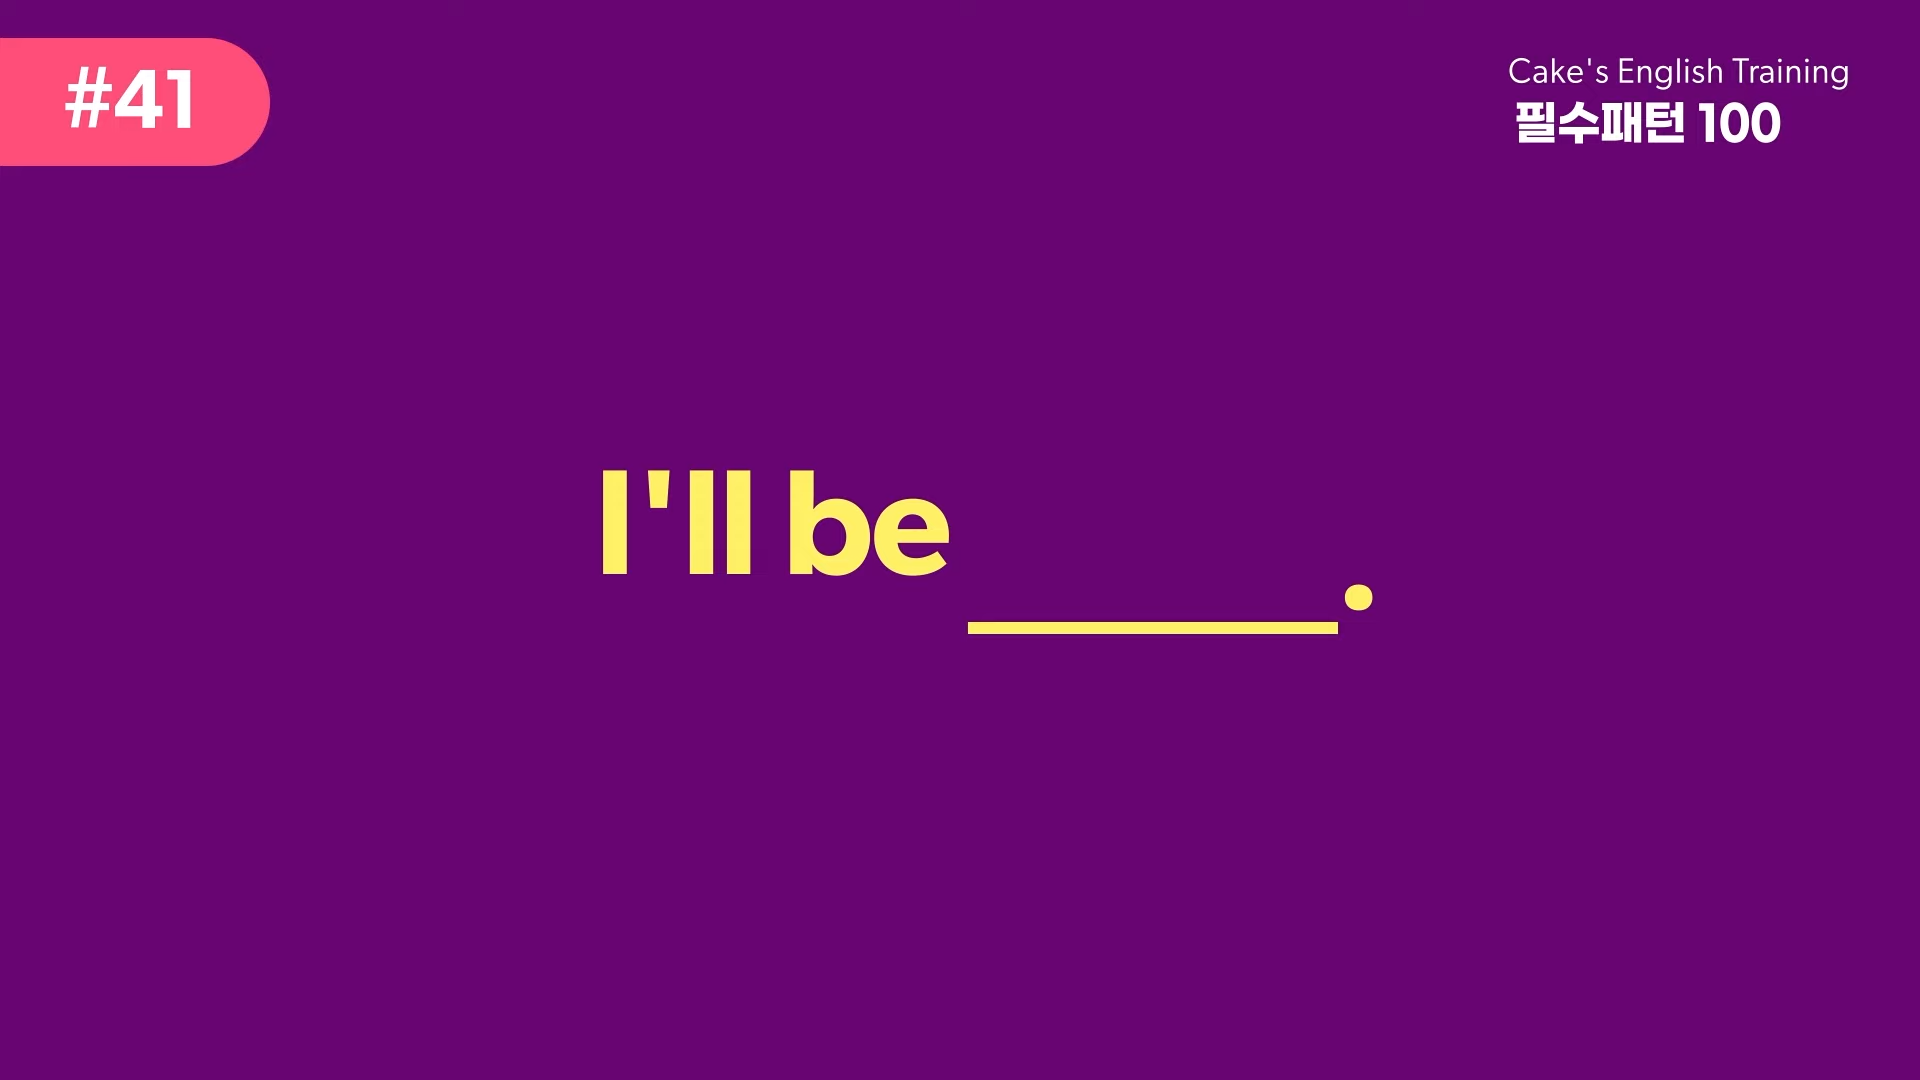 #41
Cake's English Training
필수패턴 100
I'll be ______.